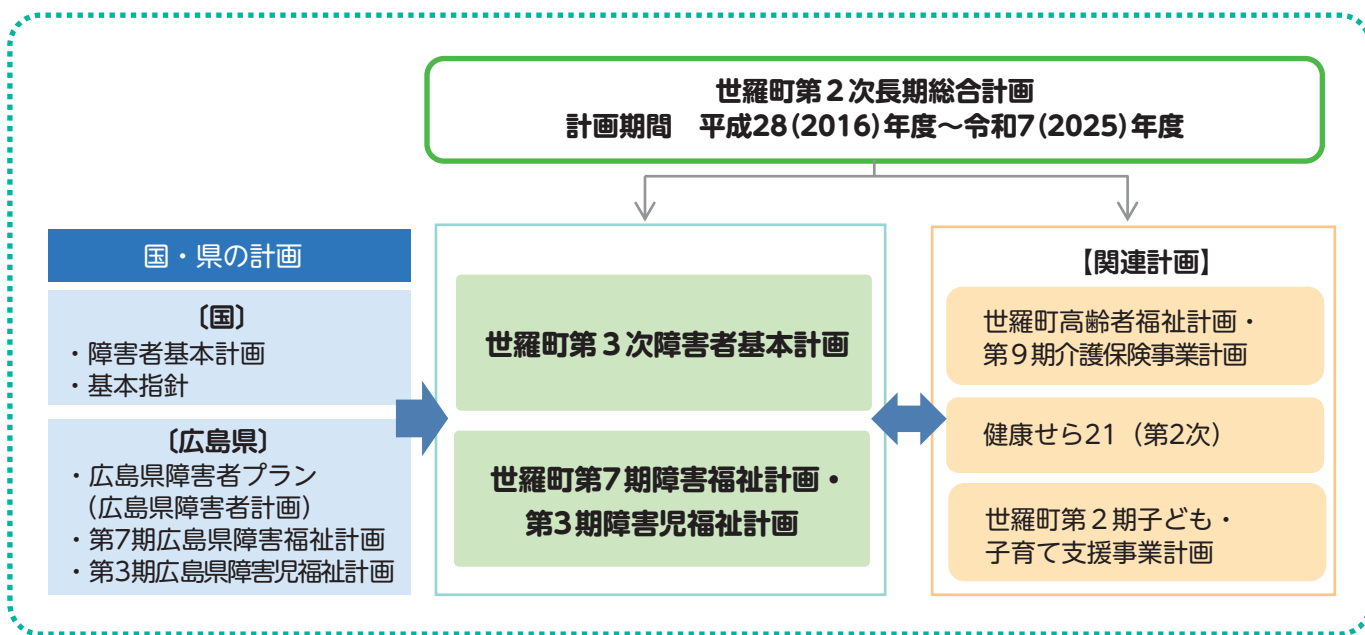 世羅町第２次長期総合計画
計画期間　平成28(2016)年度～令和7(2025)年度
国・県の計画
〔国〕
・障害者基本計画
・基本指針
〔広島県〕
・広島県障害者プラン
（広島県障害者計画）
・第7期広島県障害福祉計画
・第3期広島県障害児福祉計画
世羅町第３次障害者基本計画
世羅町第7期障害福祉計画・
第3期障害児福祉計画
【関連計画】
世羅町高齢者福祉計画・
第９期介護保険事業計画
健康せら21（第2次）
世羅町第２期子ども・
子育て支援事業計画